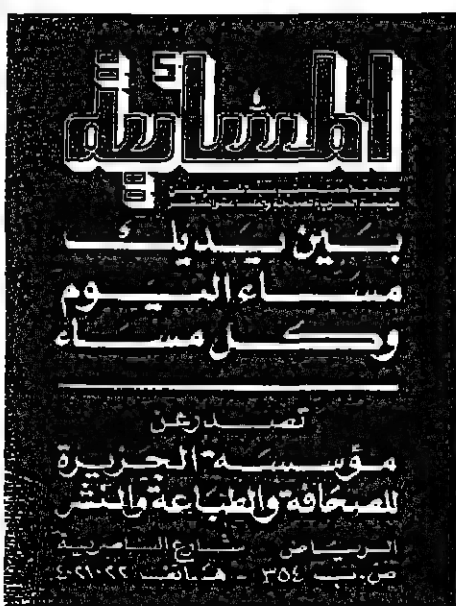 المسائية
بين يديك
مساء اليوم
وكل مساء
تصدر عن
مؤسسة الجزيرة
للصحافة والطباعة والنشر
الرياض - شارع الناصرية
ص.ب ٣٥٤ - هاتف ٤٠٢١٠٢٢